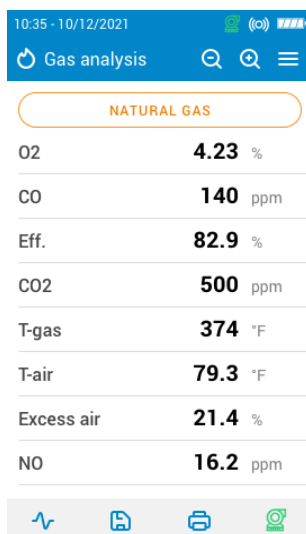 10:35 - 10/12/2021
Gas analysis
NATURAL GAS
O2 4.23 %
CO 140 ppm
Eff. 82.9 %
CO2 500 ppm
T-gas 374 °F
T-air 79.3 °F
Excess air 21.4 %
NO 16.2 ppm